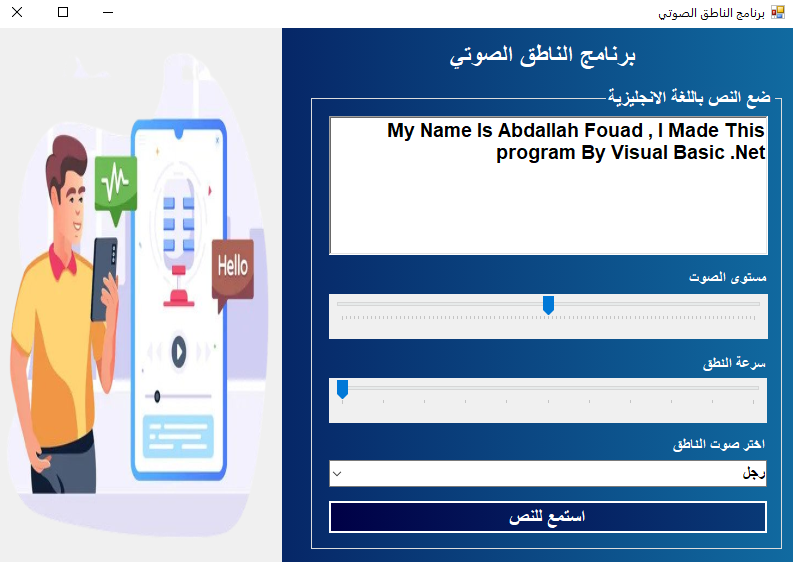 برنامج الناطق الصوتي
برنامج الناطق الصوتي
ضع النص باللغة الانجليزية
My Name Is Abdallah Fouad , I Made This
program By Visual Basic .Net
مستوى الصوت
سرعة النطق
اختر صوت الناطق
رجل
استمع للنص
Hello